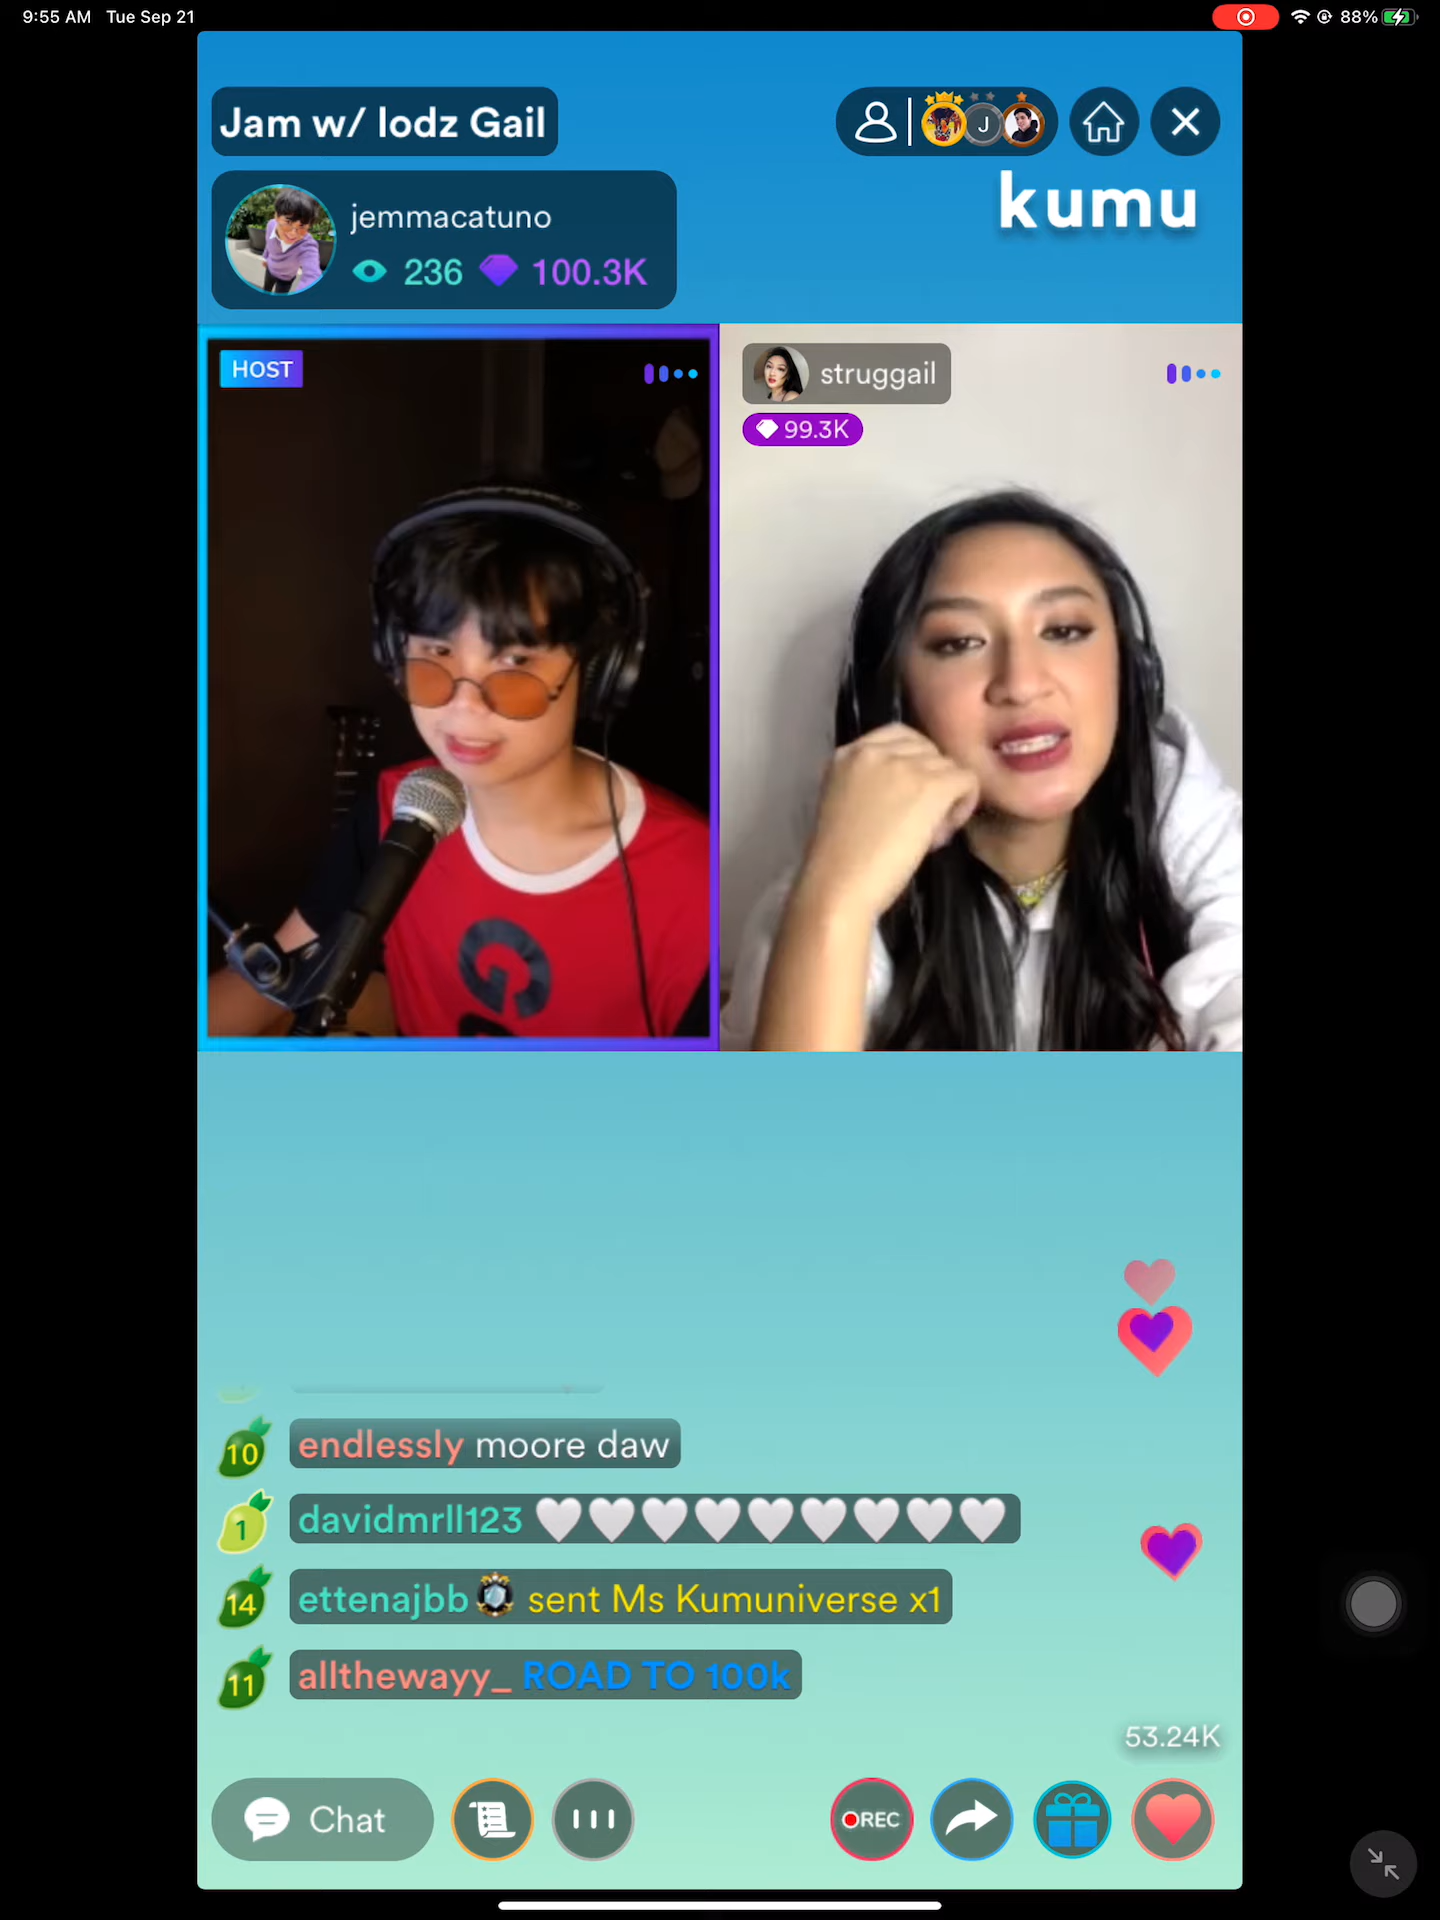 9:55 AM Tue Sep 21
88%
Jam w/ lodz Gail
J
kumu
jemmacatuno
236 100.3K
HOST
struggail
99.3K
10 endlessly moore daw
1 davidmrll123 🤍🤍🤍🤍🤍🤍🤍🤍🤍
14 ettenajbb sent Ms Kumuniverse x1
11 allthewayy_ ROAD TO 100k
53.24K
Chat
REC